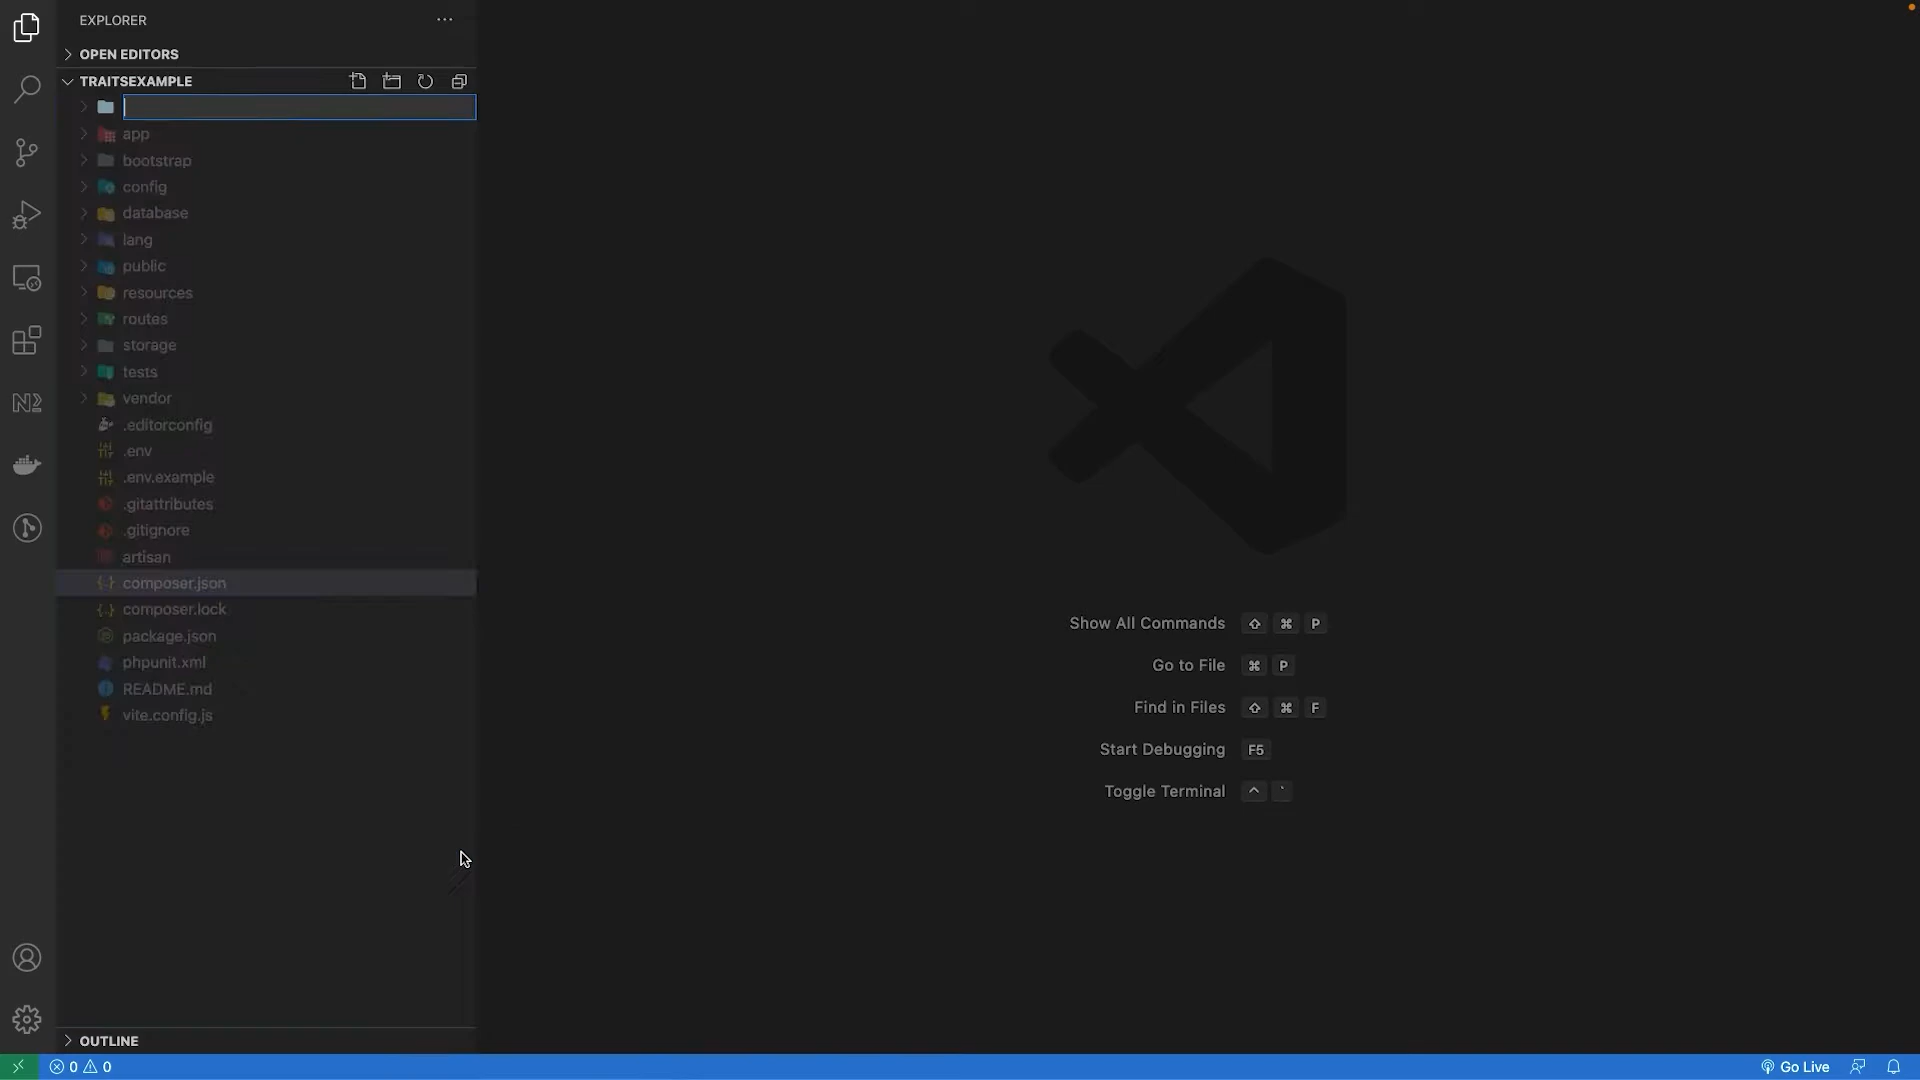 EXPLORER
OPEN EDITORS
TRAITSEXAMPLE
app
bootstrap
config
database
lang
public
resources
routes
storage
tests
vendor
.editorconfig
.env
.env.example
.gitattributes
.gitignore
artisan
composer.json
composer.lock
package.json
phpunit.xml
README.md
vite.config.js
Show All Commands ⇧ ⌘ P
Go to File ⌘ P
Find in Files ⇧ ⌘ F
Start Debugging F5
Toggle Terminal ^ `
OUTLINE
0 0
Go Live